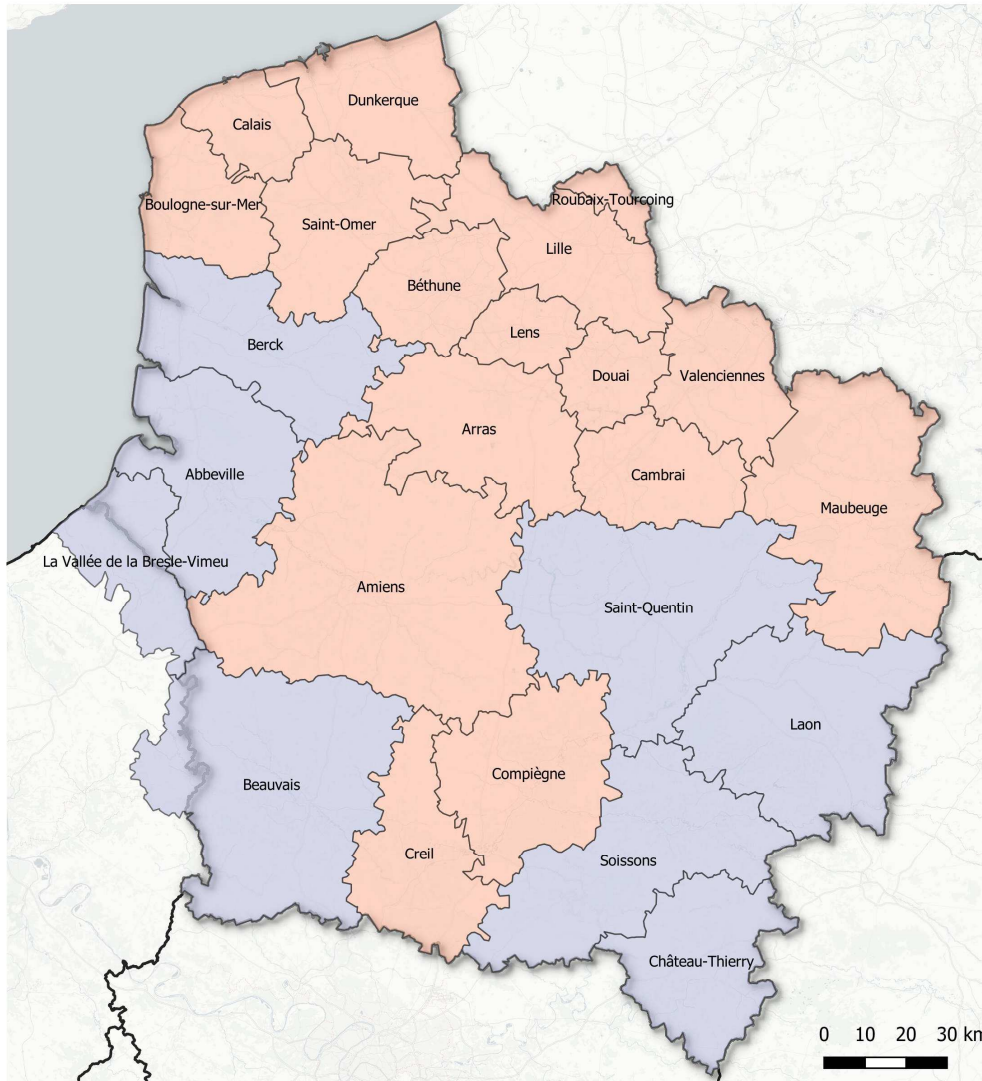 Dunkerque
Calais
Boulogne-sur-Mer
Saint-Omer
Roubaix-Tourcoing
Lille
Béthune
Lens
Berck
Douai
Valenciennes
Arras
Abbeville
Cambrai
Maubeuge
La Vallée de la Bresle-Vimeu
Amiens
Saint-Quentin
Laon
Compiègne
Beauvais
Creil
Soissons
Château-Thierry
0 10 20 30 km